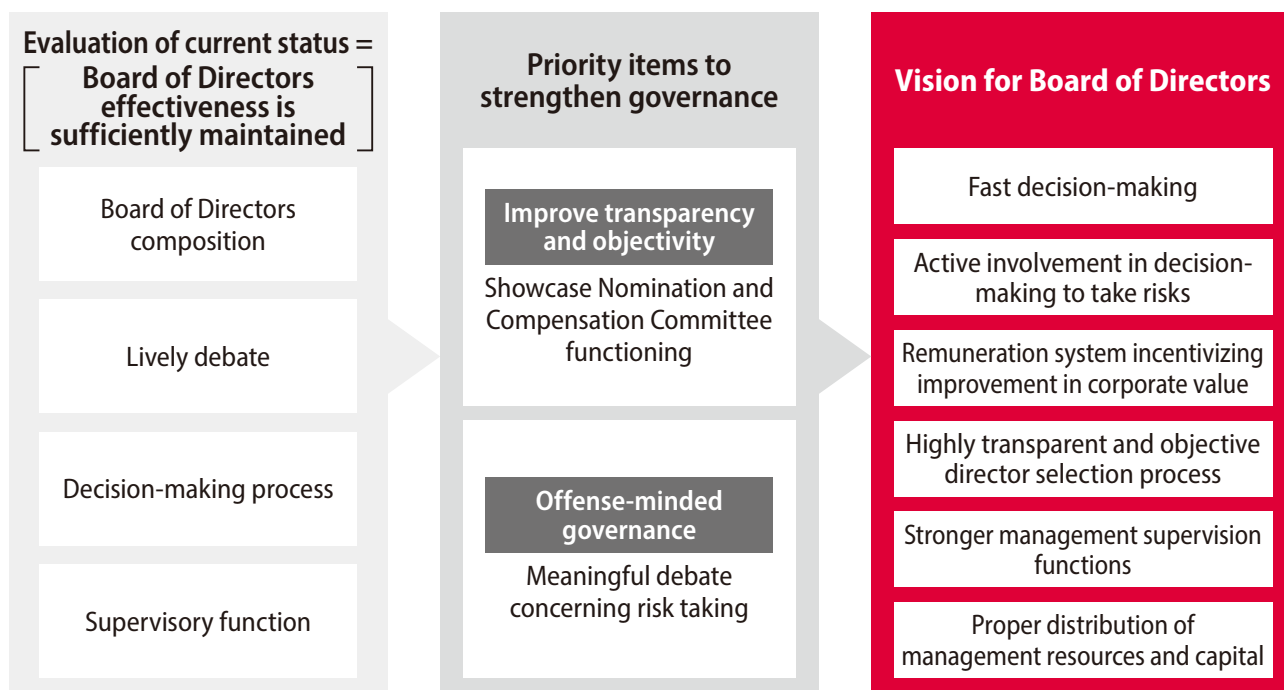 Evaluation of current status =
Board of Directors
effectiveness is
sufficiently maintained
Board of Directors
composition
Lively debate
Decision-making process
Supervisory function
Priority items to
strengthen governance
Improve transparency
and objectivity
Showcase Nomination and
Compensation Committee
functioning
Offense-minded
governance
Meaningful debate
concerning risk taking
Vision for Board of Directors
Fast decision-making
Active involvement in decision-
making to take risks
Remuneration system incentivizing
improvement in corporate value
Highly transparent and objective
director selection process
Stronger management supervision
functions
Proper distribution of
management resources and capital